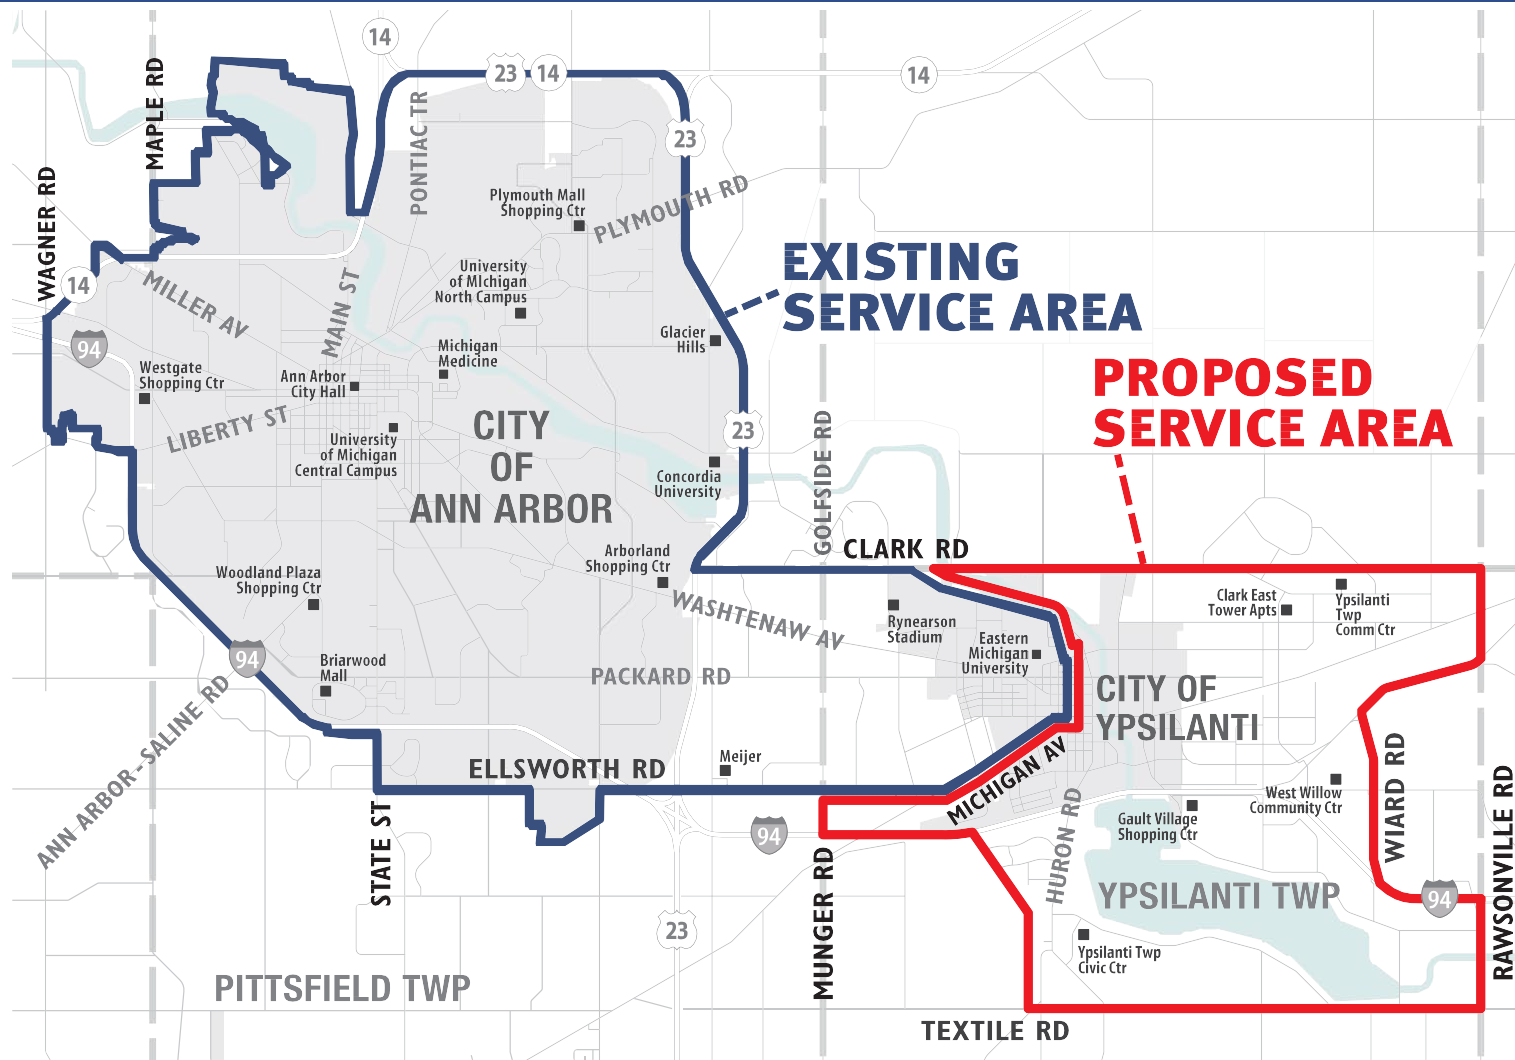 14
23
14
14
MAPLE RD
PONTIAC TR
23
WAGNER RD
Plymouth Mall
Shopping Ctr
PLYMOUTH RD
EXISTING
SERVICE AREA
University
of MIchigan
North Campus
14
MILLER AV
MAIN ST
Glacier
Hills
94
Michigan
Medicine
Westgate
Shopping Ctr
Ann Arbor
City Hall
PROPOSED
SERVICE AREA
LIBERTY ST
University
of Michigan
Central Campus
CITY
OF
ANN ARBOR
23
GOLFSIDE RD
Concordia
University
CLARK RD
Arborland
Shopping Ctr
Woodland Plaza
Shopping Ctr
WASHTENAW AV
Rynearson
Stadium
Clark East
Tower Apts
Ypsilanti
Twp
Comm Ctr
Eastern
Michigan
University
94
Briarwood
Mall
PACKARD RD
CITY OF
YPSILANTI
ANN ARBOR - SALINE RD
ELLSWORTH RD
Meijer
MICHIGAN AV
West Willow
Community Ctr
WIARD RD
RAWSONVILLE RD
Gault Village
Shopping Ctr
94
STATE ST
MUNGER RD
HURON RD
YPSILANTI TWP
94
23
Ypsilanti Twp
Civic Ctr
PITTSFIELD TWP
TEXTILE RD